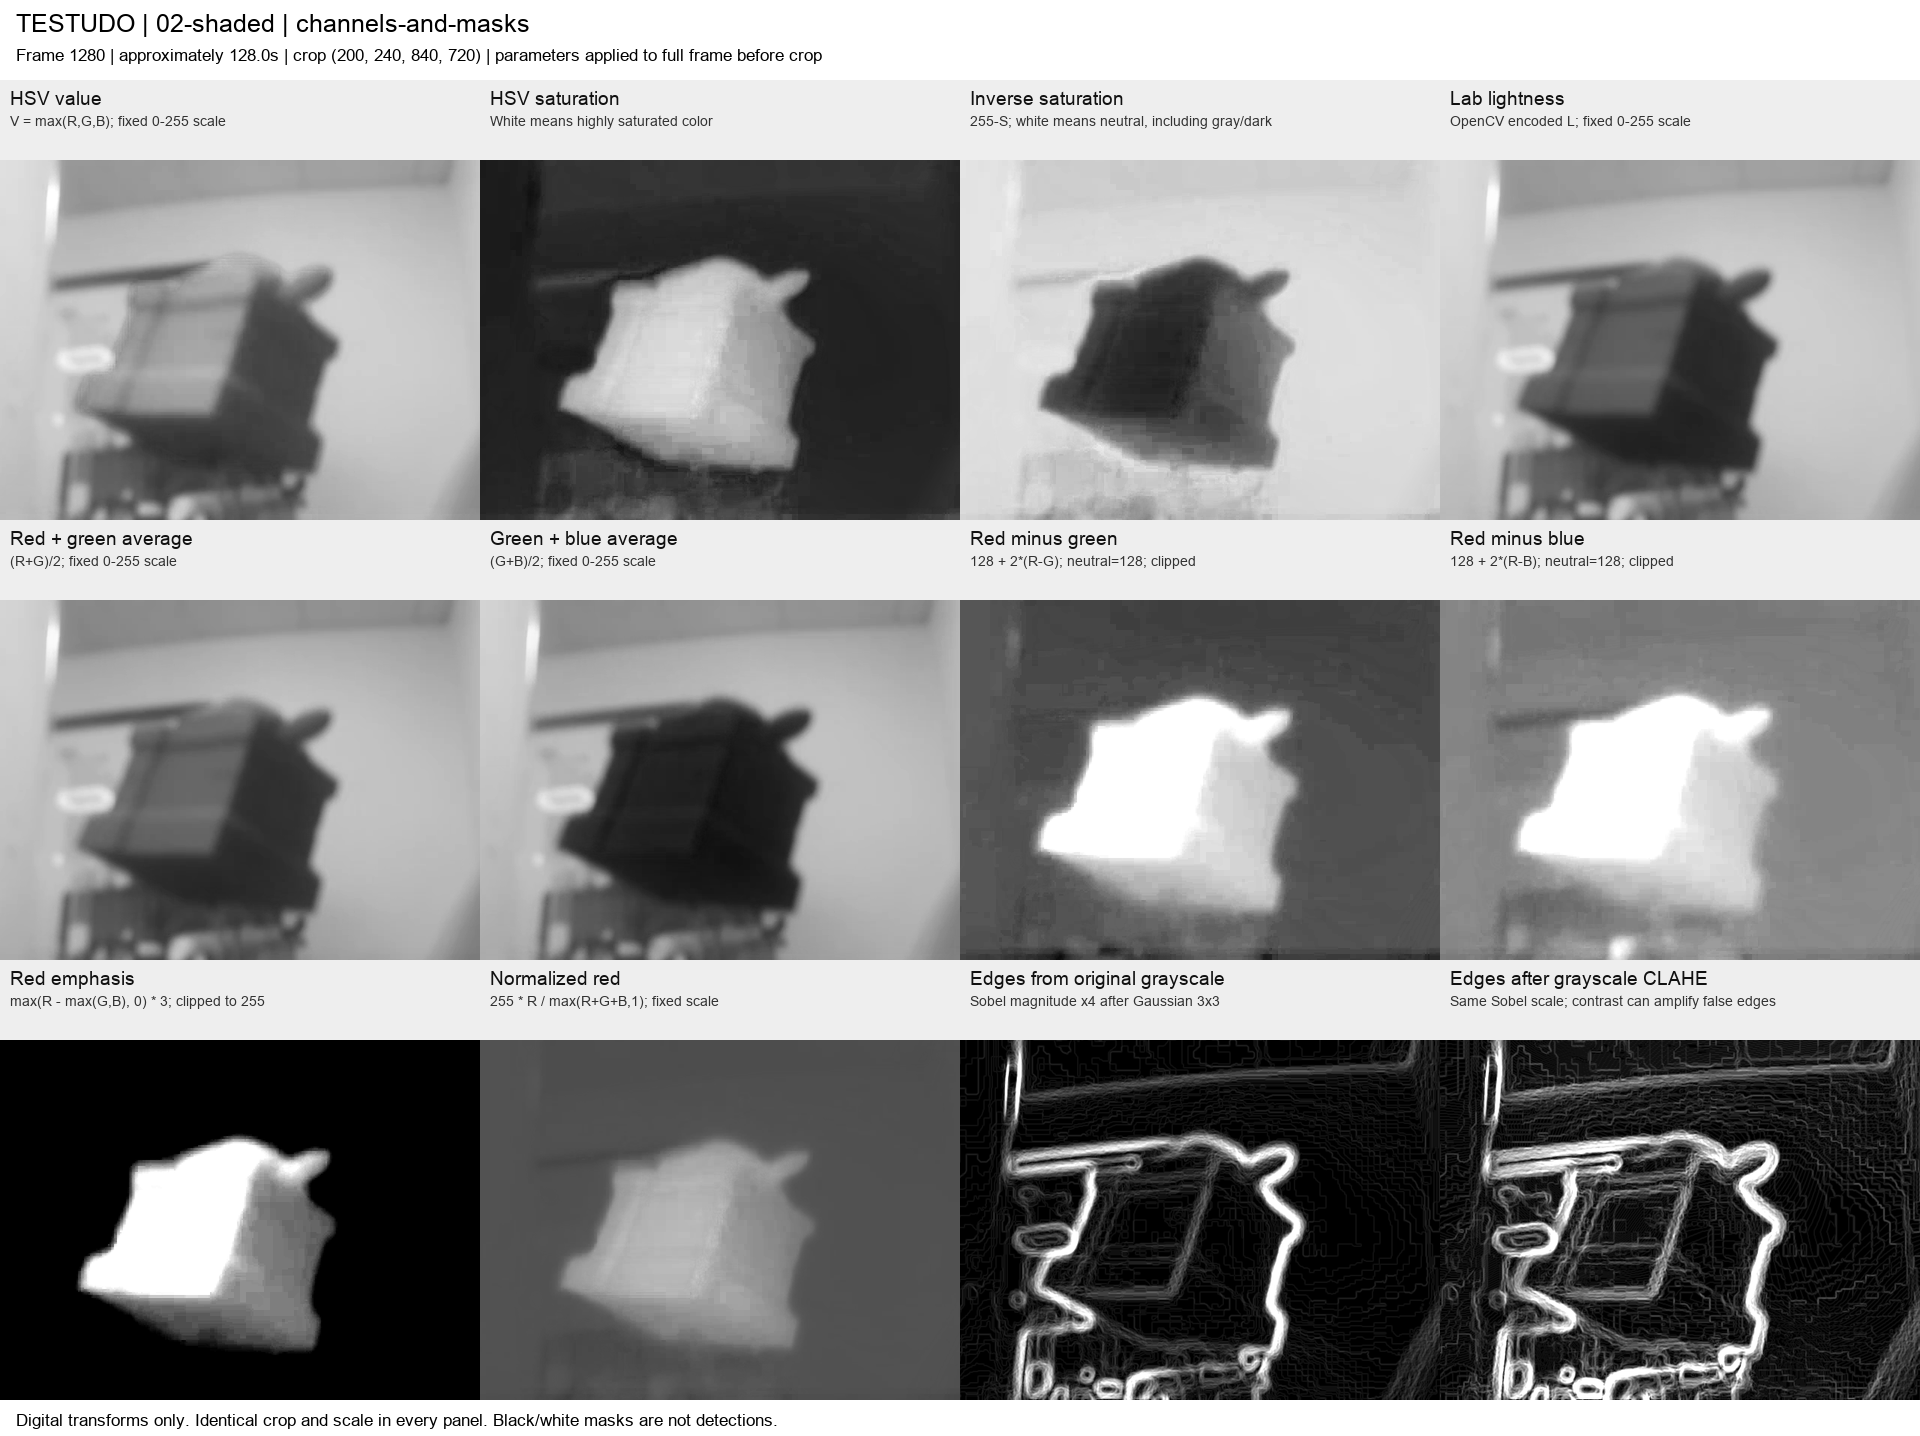 TESTUDO | 02-shaded | channels-and-masks
Frame 1280 | approximately 128.0s | crop (200, 240, 840, 720) | parameters applied to full frame before crop
HSV value
V = max(R,G,B); fixed 0-255 scale
HSV saturation
White means highly saturated color
Inverse saturation
255-S; white means neutral, including gray/dark
Lab lightness
OpenCV encoded L; fixed 0-255 scale
Red + green average
(R+G)/2; fixed 0-255 scale
Green + blue average
(G+B)/2; fixed 0-255 scale
Red minus green
128 + 2*(R-G); neutral=128; clipped
Red minus blue
128 + 2*(R-B); neutral=128; clipped
Red emphasis
max(R - max(G,B), 0) * 3; clipped to 255
Normalized red
255 * R / max(R+G+B,1); fixed scale
Edges from original grayscale
Sobel magnitude x4 after Gaussian 3x3
Edges after grayscale CLAHE
Same Sobel scale; contrast can amplify false edges
Digital transforms only. Identical crop and scale in every panel. Black/white masks are not detections.